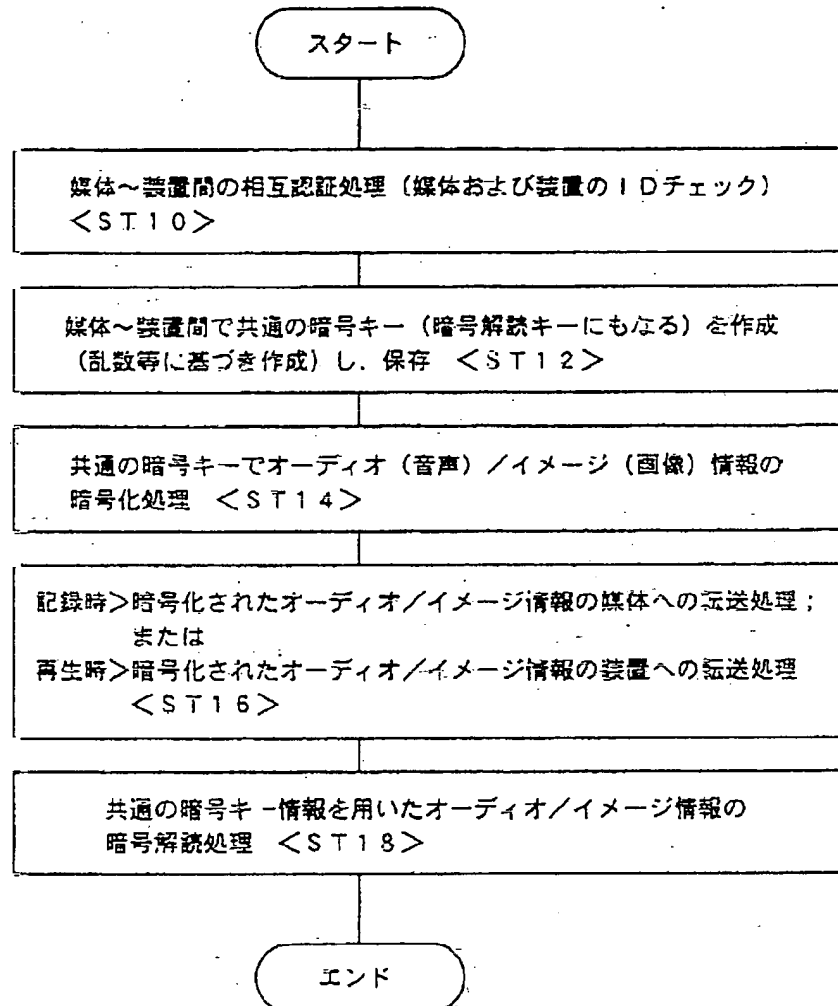 スタート
媒体～装置間の相互認証処理（媒体および装置のＩＤチェック）
＜ＳＴ１０＞
媒体～装置間で共通の暗号キー（暗号解読キーにもなる）を作成
（乱数等に基づき作成）し．保存　＜ＳＴ１２＞
共通の暗号キーでオーディオ（音声）／イメージ（画像）情報の
暗号化処理　＜ＳＴ１４＞
記録時＞暗号化されたオーディオ／イメージ情報の媒体への転送処理；
または
再生時＞暗号化されたオーディオ／イメージ情報の装置への転送処理
＜ＳＴ１６＞
共通の暗号キー情報を用いたオーディオ／イメージ情報の
暗号解読処理　＜ＳＴ１８＞
エンド